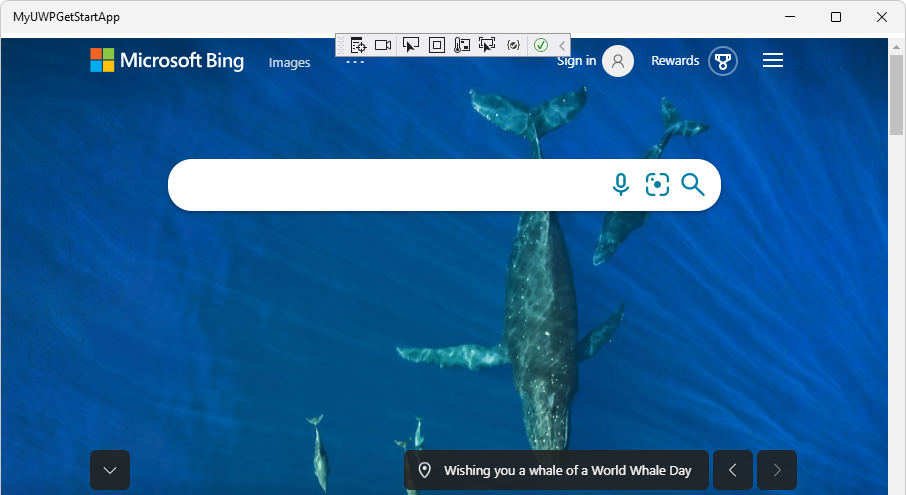 MyUWPGetStartApp
Microsoft Bing
Images
Sign in
Rewards
Wishing you a whale of a World Whale Day